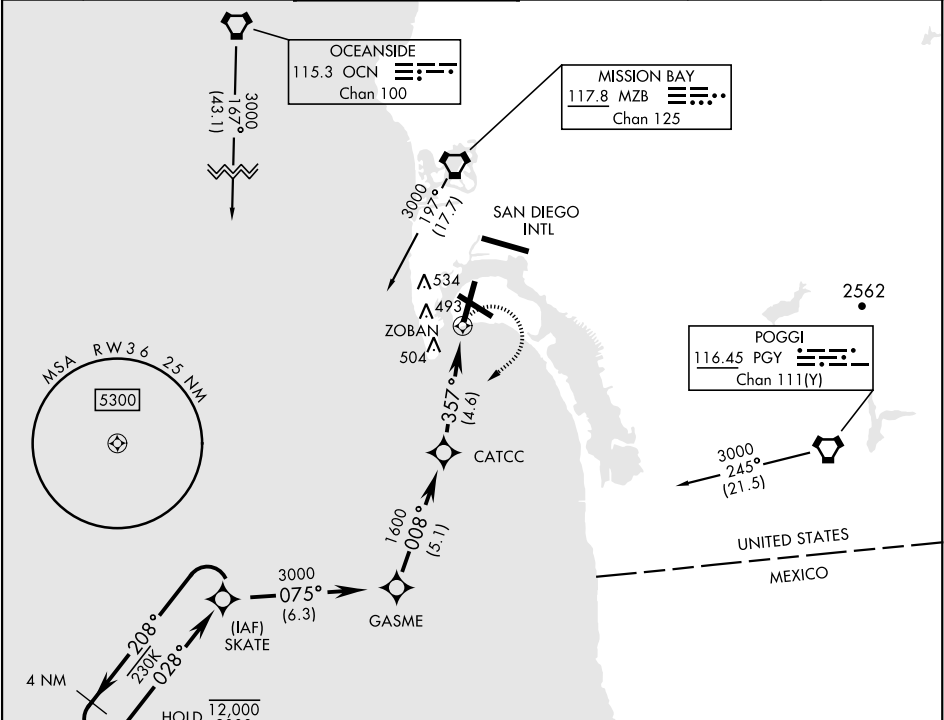 OCEANSIDE
115.3 OCN
Chan 100
3000
167°
(43.1)
MISSION BAY
117.8 MZB
Chan 125
3000
197°
(17.7)
SAN DIEGO
INTL
534
493
ZOBAN
504
2562
POGGI
116.45 PGY
Chan 111(Y)
MSA RW36 25 NM
5300
357°
(4.6)
CATCC
3000
245°
(21.5)
1600
008°
(5.1)
UNITED STATES
MEXICO
3000
075°
(6.3)
GASME
(IAF)
SKATE
208°
230K
028°
4 NM
HOLD 12,000